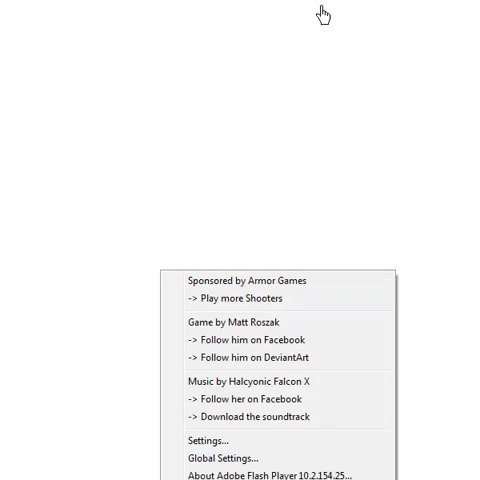 Sponsored by Armor Games
-> Play more Shooters
Game by Matt Roszak
-> Follow him on Facebook
-> Follow him on DeviantArt
Music by Halcyonic Falcon X
-> Follow her on Facebook
-> Download the soundtrack
Settings...
Global Settings...
About Adobe Flash Player 10.2.154.25...